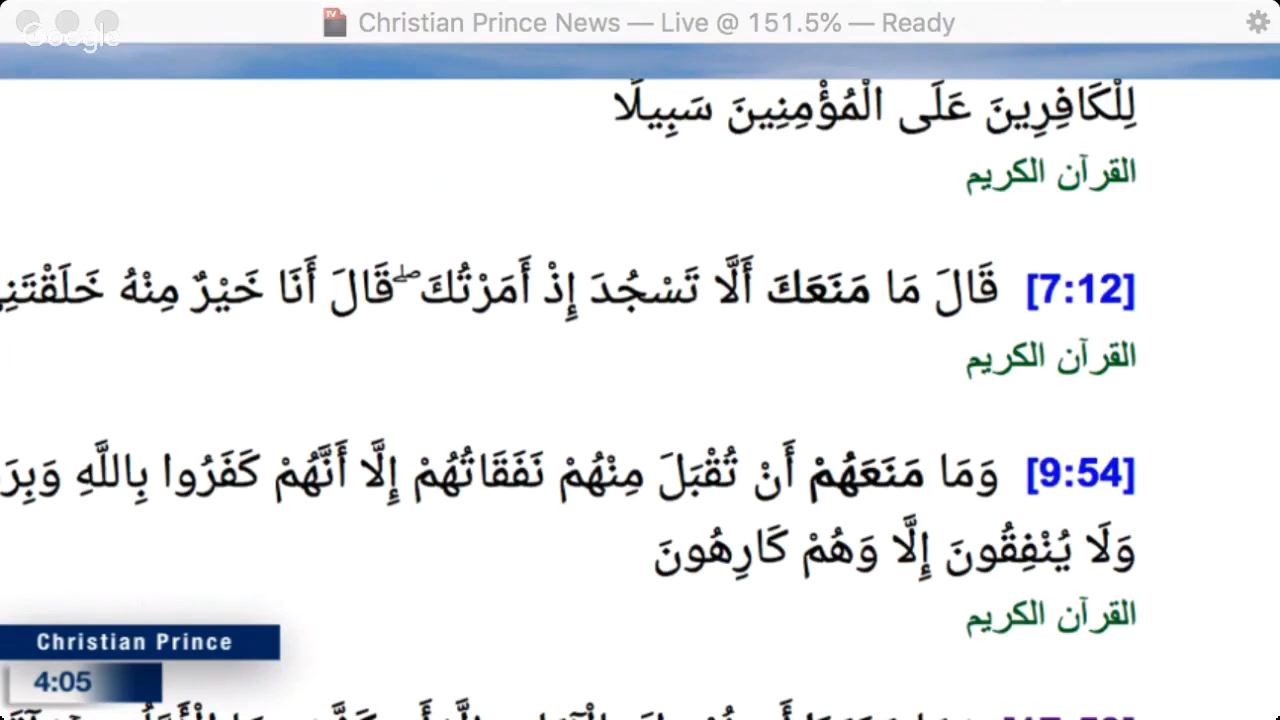 Google
Christian Prince News — Live @ 151.5% — Ready
لِلْكَافِرِينَ عَلَى الْمُؤْمِنِينَ سَبِيلًا
القرآن الكريم
[7:12] قَالَ مَا مَنَعَكَ أَلَّا تَسْجُدَ إِذْ أَمَرْتُكَ ۖ قَالَ أَنَا خَيْرٌ مِنْهُ خَلَقْتَنِي
القرآن الكريم
[9:54] وَمَا مَنَعَهُمْ أَنْ تُقْبَلَ مِنْهُمْ نَفَقَاتُهُمْ إِلَّا أَنَّهُمْ كَفَرُوا بِاللَّهِ وَبِرَ
وَلَا يُنْفِقُونَ إِلَّا وَهُمْ كَارِهُونَ
القرآن الكريم
Christian Prince
4:05